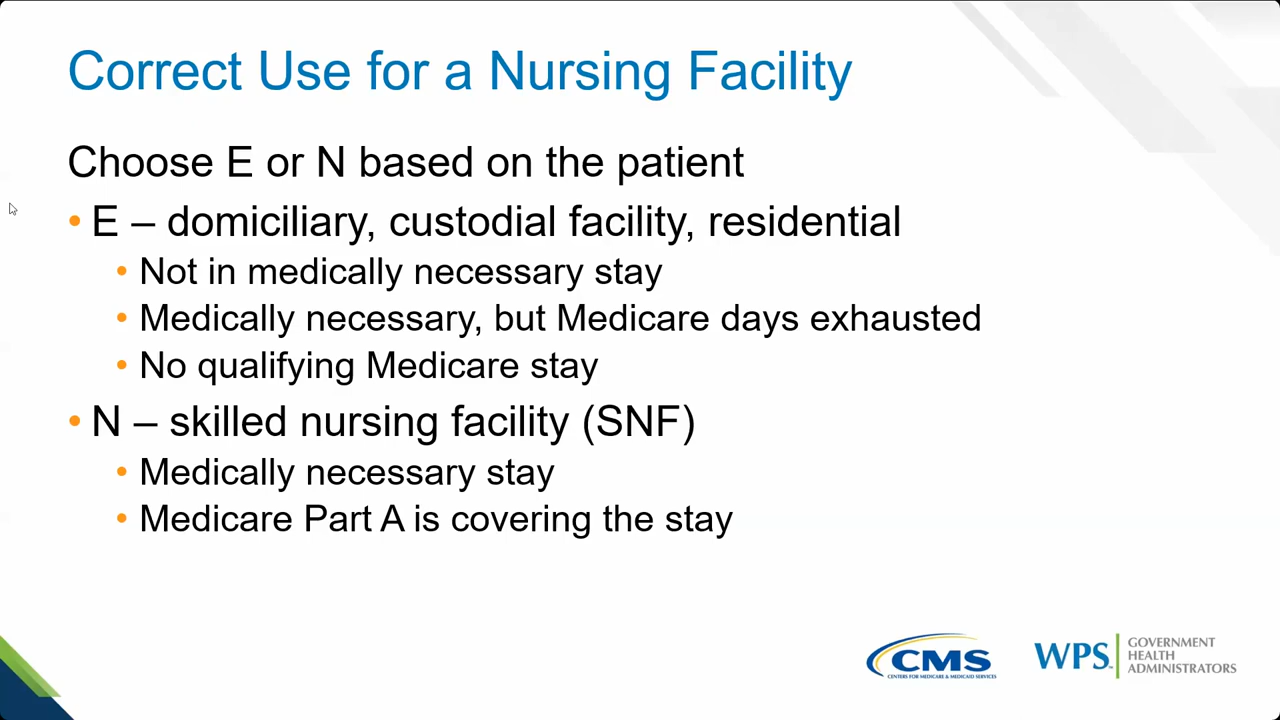 Correct Use for a Nursing Facility
Choose E or N based on the patient
• E – domiciliary, custodial facility, residential
• Not in medically necessary stay
• Medically necessary, but Medicare days exhausted
• No qualifying Medicare stay
• N – skilled nursing facility (SNF)
• Medically necessary stay
• Medicare Part A is covering the stay
CMS
CENTERS FOR MEDICARE & MEDICAID SERVICES
WPS
GOVERNMENT
HEALTH
ADMINISTRATORS